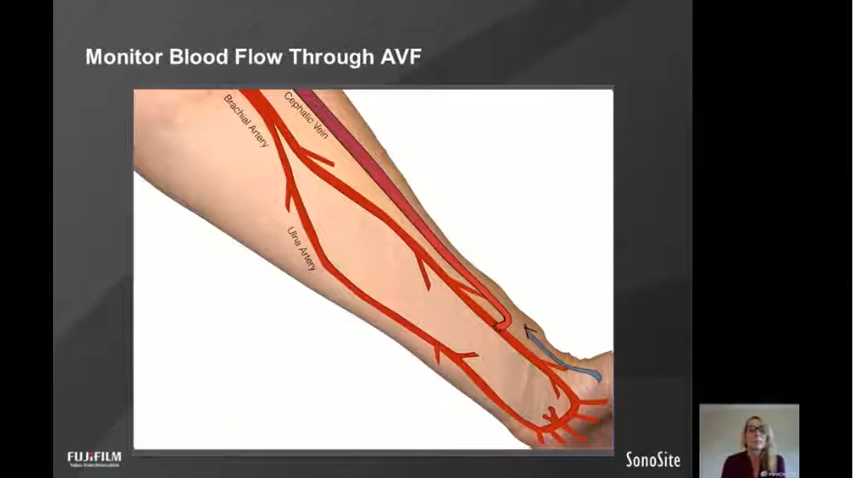 Monitor Blood Flow Through AVF
Brachial Artery
Cephalic Vein
Ulna Artery
FUJIFILM
SonoSite